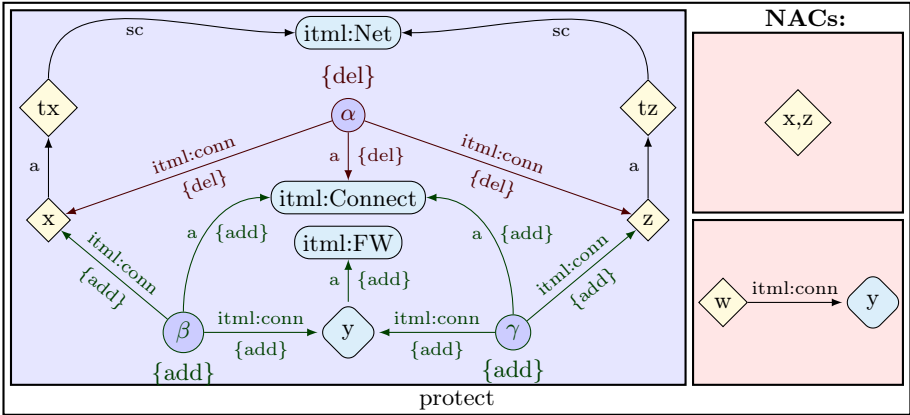 NACs:
itml:Net
sc
sc
{del}
tx
α
tz
x,z
itml:conn
a
{del}
itml:conn
a
{del}
{del}
a
x
itml:Connect
z
a
{add}
a
{add}
itml:FW
itml:conn
{add}
itml:conn
{add}
a
{add}
w
itml:conn
y
β
itml:conn
{add}
y
itml:conn
{add}
γ
{add}
{add}
protect